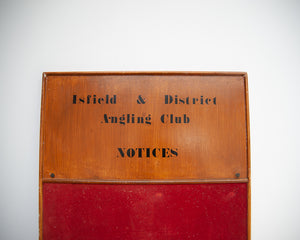 Isfield & District
Angling Club
NOTICES